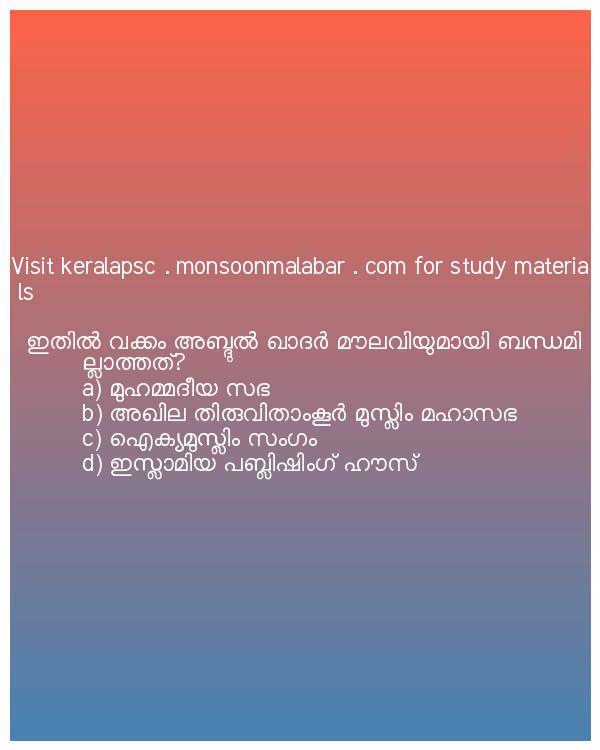 Visit keralapsc . monsoonmalabar . com for study materia
ls
ഇതിൽ വക്കം അബ്ദുൽ ഖാദർ മൗലവിയുമായി ബന്ധമി
ല്ലാത്തത്?
a) മുഹമ്മദീയ സഭ
b) അഖില തിരുവിതാംകൂർ മുസ്ലിം മഹാസഭ
c) ഐക്യമുസ്ലിം സംഗം
d) ഇസ്ലാമിയ പബ്ലിഷിംഗ് ഹൗസ്